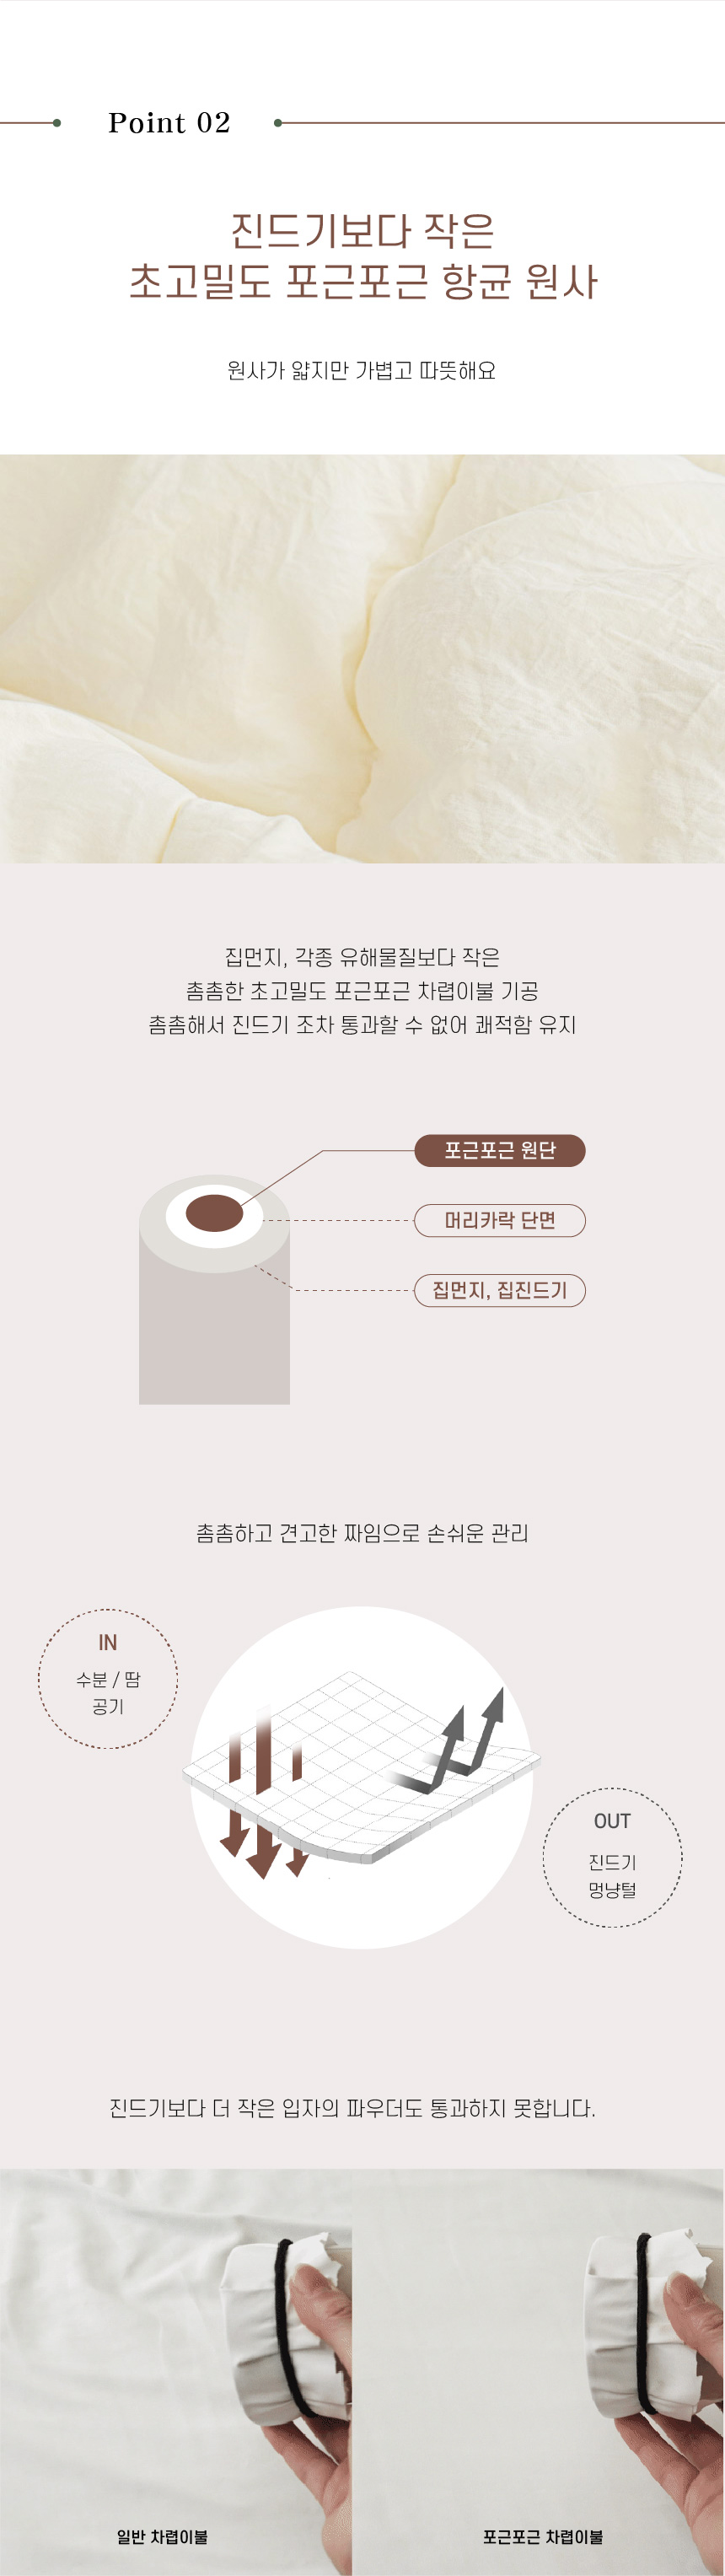 Point 02
진드기보다 작은
초고밀도 포근포근 항균 원사
원사가 얇지만 가볍고 따뜻해요
집먼지, 각종 유해물질보다 작은
촘촘한 초고밀도 포근포근 차렵이불 기공
촘촘해서 진드기 조차 통과할 수 없어 쾌적함 유지
포근포근 원단
머리카락 단면
집먼지, 집진드기
촘촘하고 견고한 짜임으로 손쉬운 관리
IN
수분 / 땀
공기
OUT
진드기
멍냥털
진드기보다 더 작은 입자의 파우더도 통과하지 못합니다.
일반 차렵이불
포근포근 차렵이불